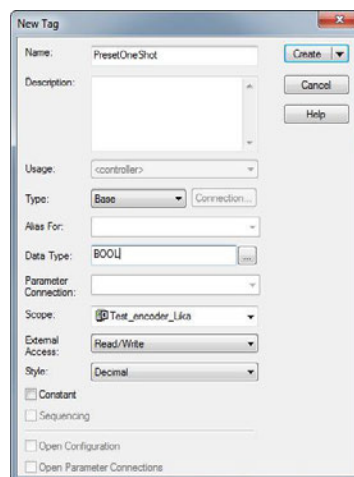 New Tag
Name: PresetOneShot Create
Description: Cancel
Help
Usage: <controller>
Type: Base Connection...
Alias For:
Data Type: BOOL ...
Parameter
Connection:
Scope: Test_encoder_Lika
External
Access: Read/Write
Style: Decimal
Constant
Sequencing
Open Configuration
Open Parameter Connections